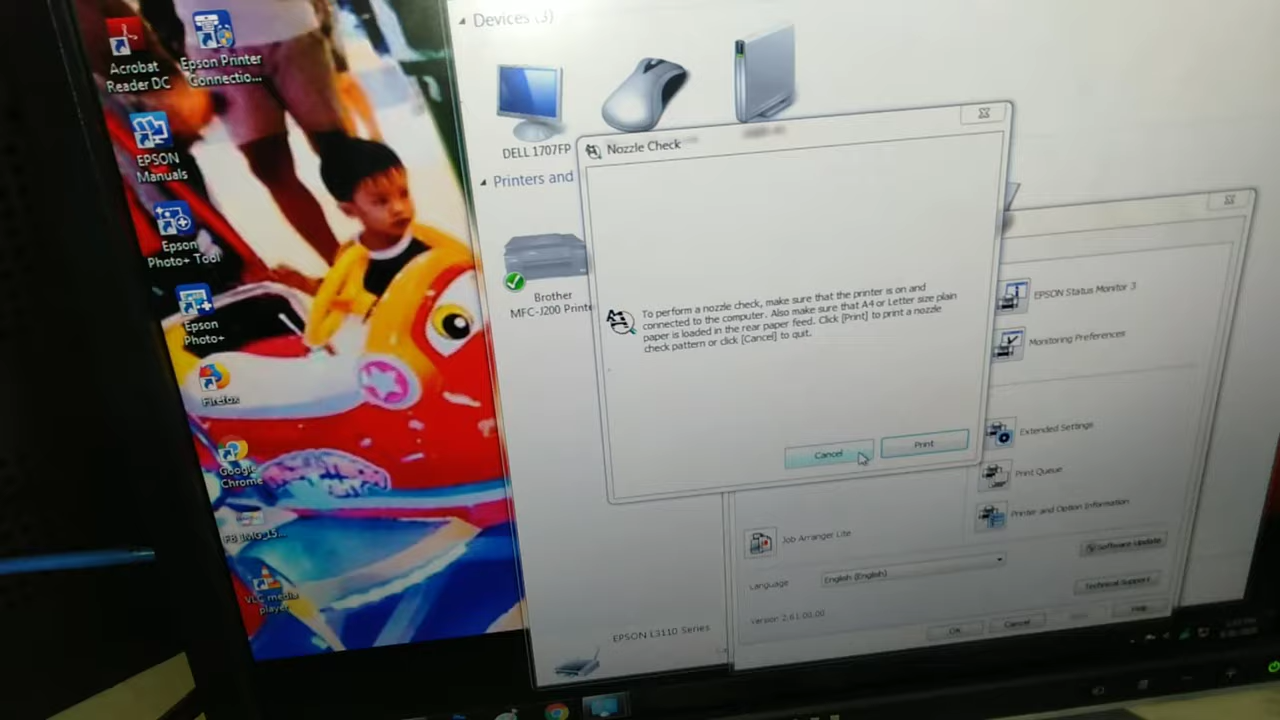 Acrobat
Reader DC
Epson Printer
Connectio...
EPSON
Manuals
Epson
Photo+ Tool
Epson
Photo+
Firefox
Google
Chrome
FB_IMG_15...
VLC media
player
Devices (3)
DELL 1707FP
Printers and
Brother
MFC-J200 Printe
EPSON L3110 Series
Nozzle Check
To perform a nozzle check, make sure that the printer is on and
connected to the computer. Also make sure that A4 or Letter size plain
paper is loaded in the rear paper feed. Click [Print] to print a nozzle
check pattern or click [Cancel] to quit.
Cancel
Print
EPSON Status Monitor 3
Monitoring Preferences
Extended Settings
Print Queue
Printer and Option Information
Job Arranger Lite
Language
English (English)
Software Update
Technical Support
Version 2.61.00.00
OK
Cancel
Help